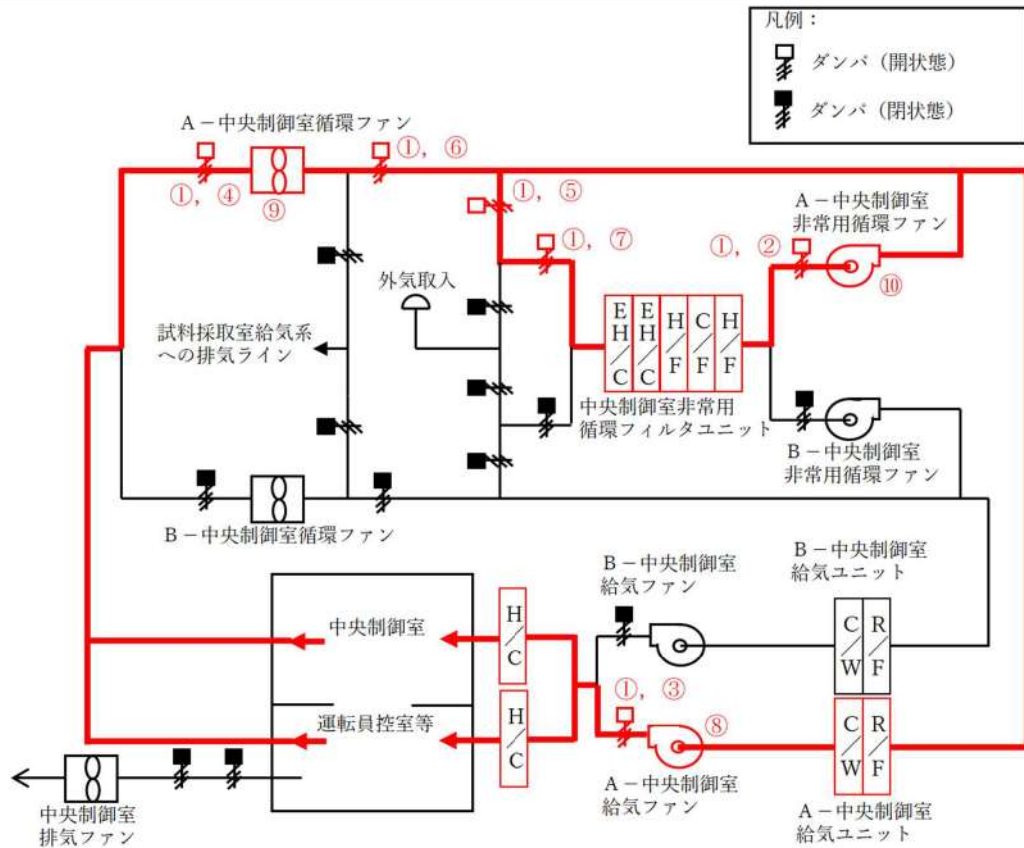 凡例：
ダンパ（開状態）
ダンパ（閉状態）
A－中央制御室循環ファン
①，⑥
①，④
⑨
①，⑤
①，⑦
①，②
A－中央制御室
非常用循環ファン
⑩
外気取入
試料採取室給気系
への排気ライン
EH/C
EH/C
H/F
C/F
H/F
中央制御室非常用
循環フィルタユニット
B－中央制御室
非常用循環ファン
B－中央制御室循環ファン
B－中央制御室
給気ファン
B－中央制御室
給気ユニット
C/W
R/F
中央制御室
H/C
①，③
運転員控室等
H/C
⑧
C/W
R/F
A－中央制御室
給気ファン
A－中央制御室
給気ユニット
中央制御室
排気ファン